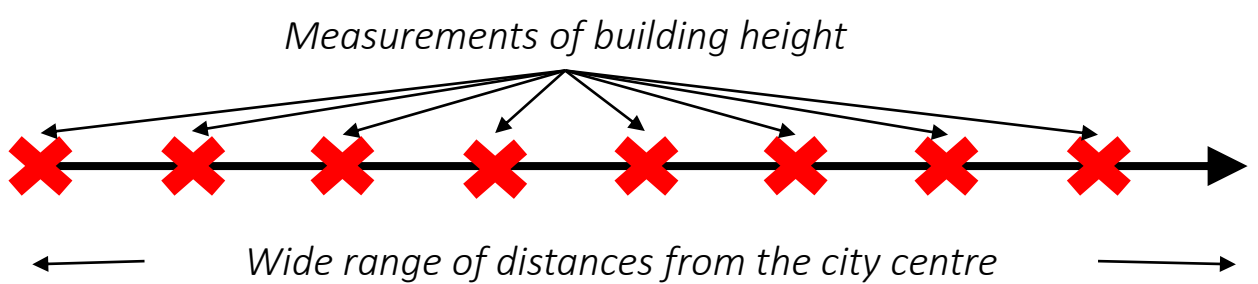 Measurements of building height
Wide range of distances from the city centre